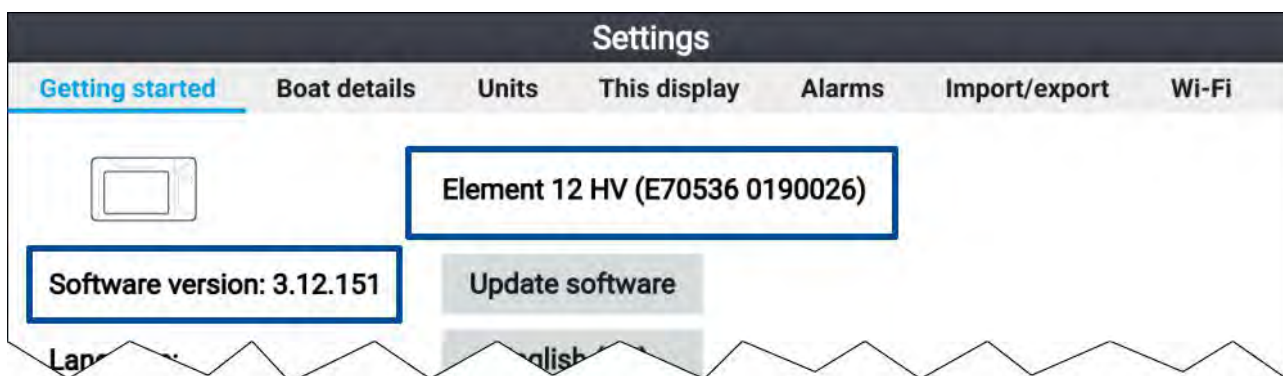 Settings
Getting started Boat details Units This display Alarms Import/export Wi-Fi
Element 12 HV (E70536 0190026)
Software version: 3.12.151 Update software